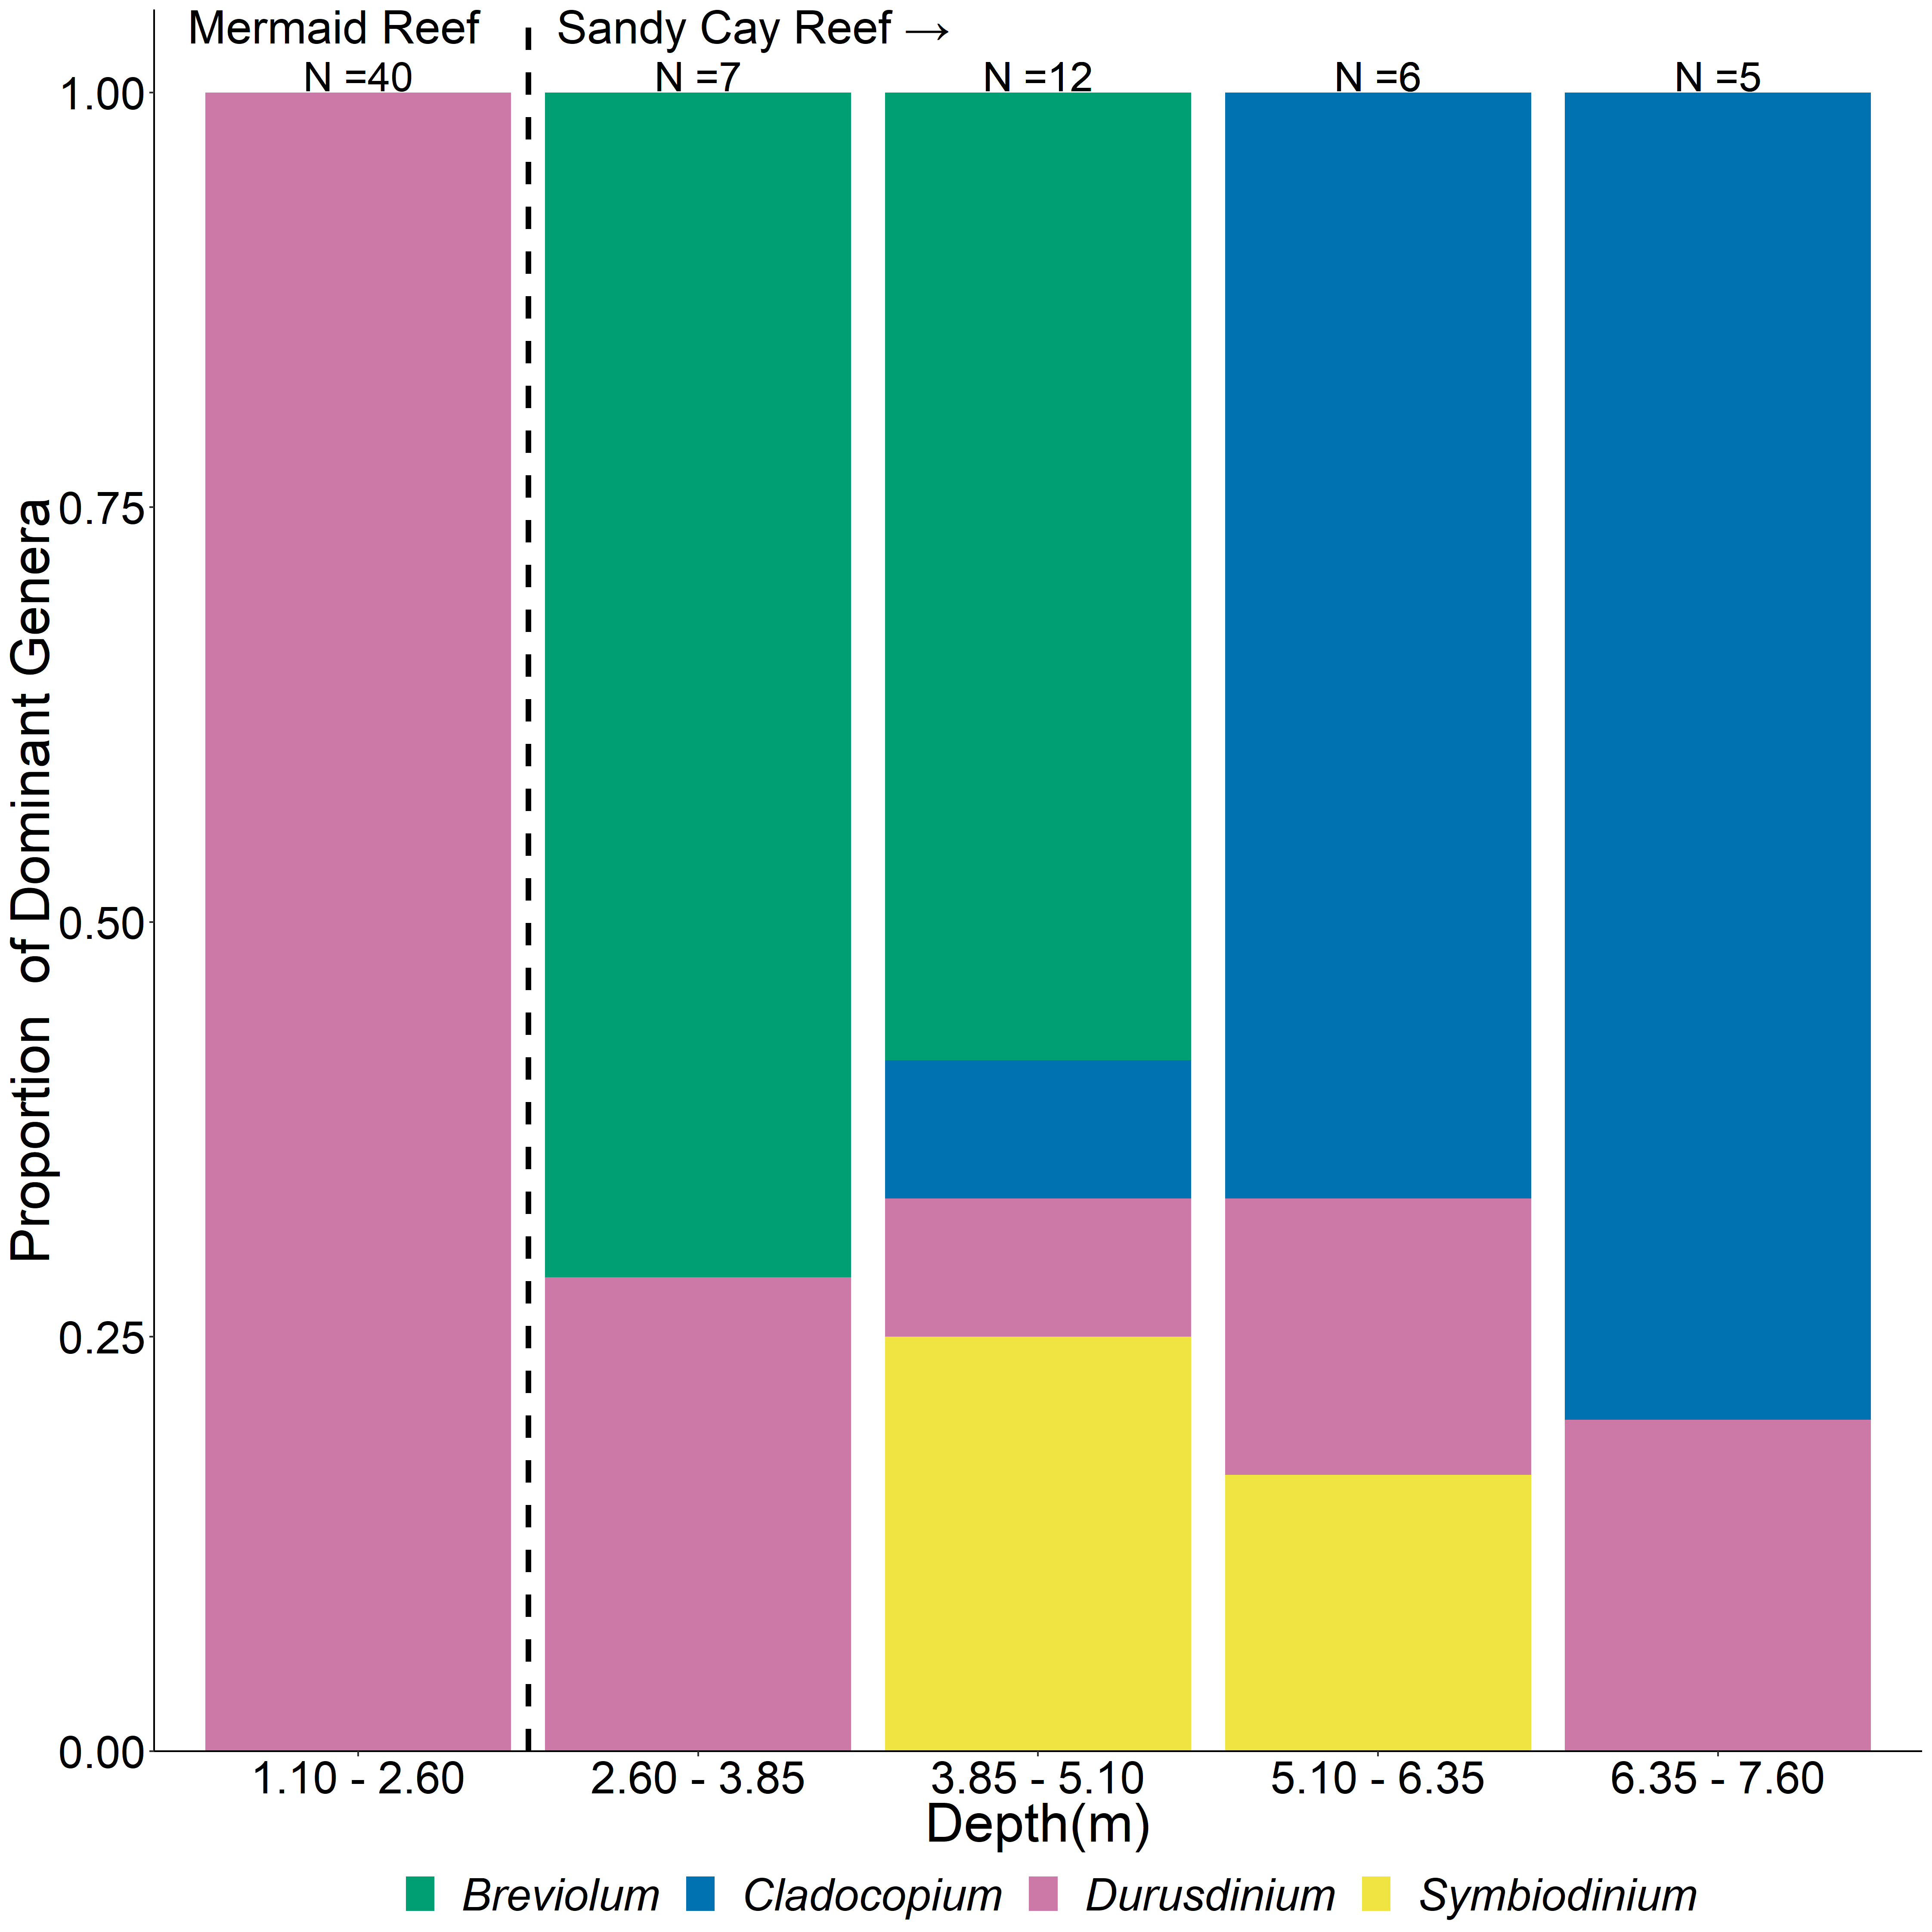 Mermaid Reef
Sandy Cay Reef →
N =40
N =7
N =12
N =6
N =5
1.00
0.75
0.50
0.25
0.00
Proportion  of Dominant Genera
1.10 - 2.60
2.60 - 3.85
3.85 - 5.10
5.10 - 6.35
6.35 - 7.60
Depth(m)
Breviolum
Cladocopium
Durusdinium
Symbiodinium